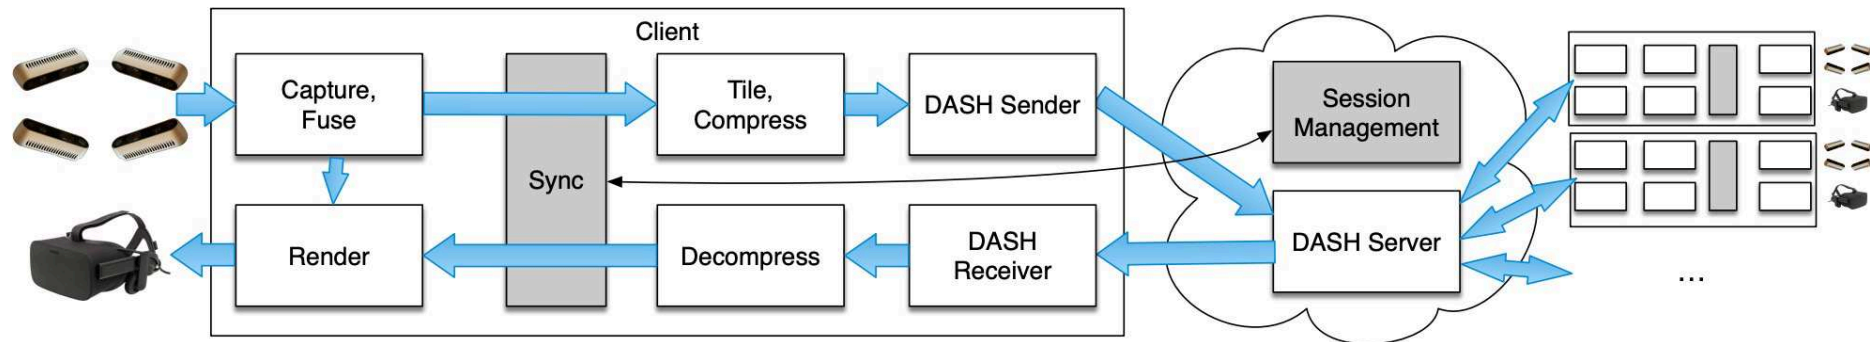 Client
Capture,
Fuse
Sync
Tile,
Compress
DASH Sender
Session
Management
Render
Decompress
DASH
Receiver
DASH Server
...